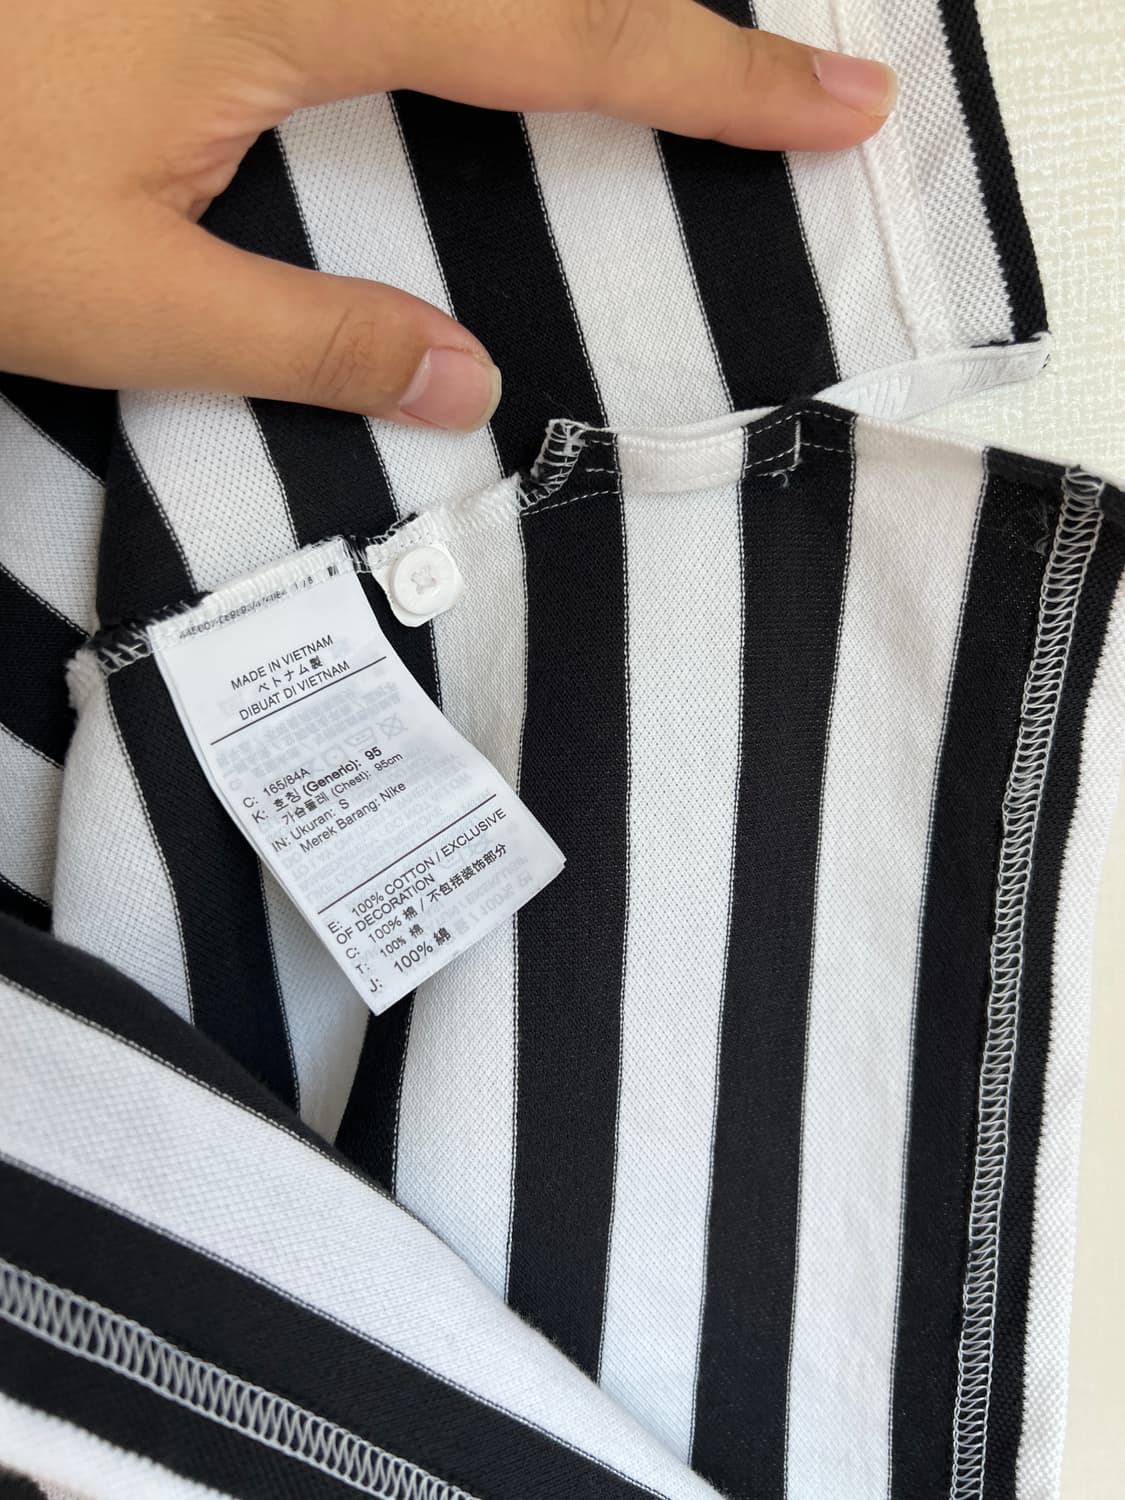 MADE IN VIETNAM
ベトナム製
DIBUAT DI VIETNAM
C: 165/84A
K: 호칭 (Generic): 95
가슴둘레 (Chest): 95cm
IN: Ukuran: S
Merek Barang: Nike
E: 100% COTTON / EXCLUSIVE
OF DECORATION
C: 100% 棉 / 不包括装饰部分
T: 100% 棉
J: 100% 綿